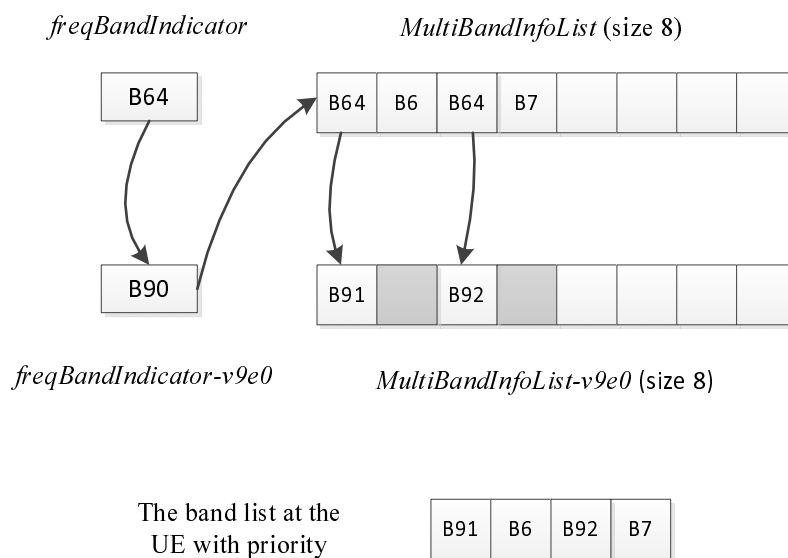 freqBandIndicator MultiBandInfoList (size 8)
B64 B64 B6 B64 B7
B90 B91 B92
freqBandIndicator-v9e0 MultiBandInfoList-v9e0 (size 8)
The band list at the
UE with priority
B91 B6 B92 B7